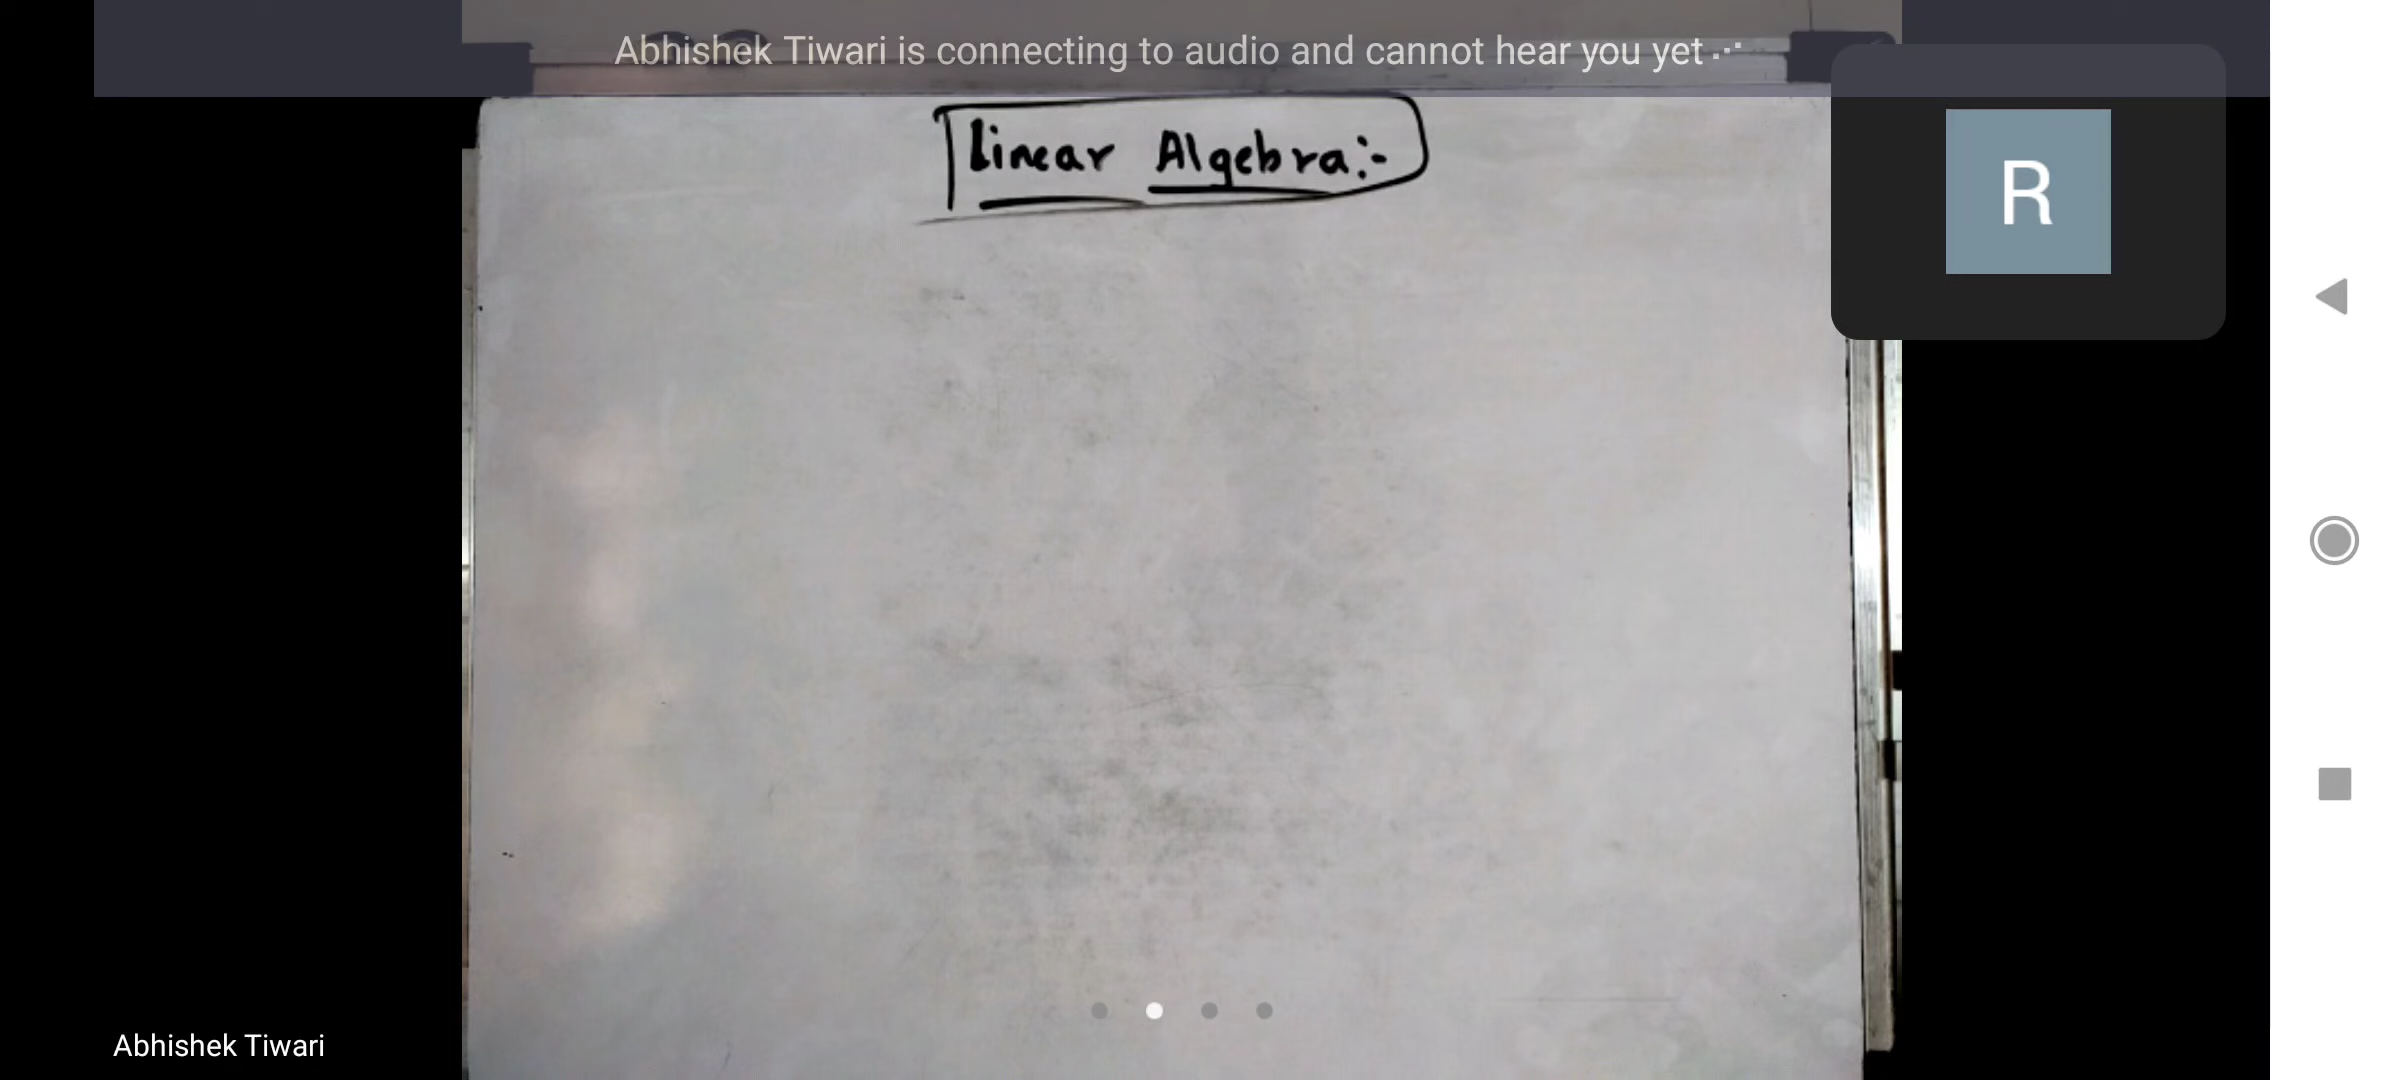 Abhishek Tiwari is connecting to audio and cannot hear you yet
Linear Algebra:-
R
Abhishek Tiwari